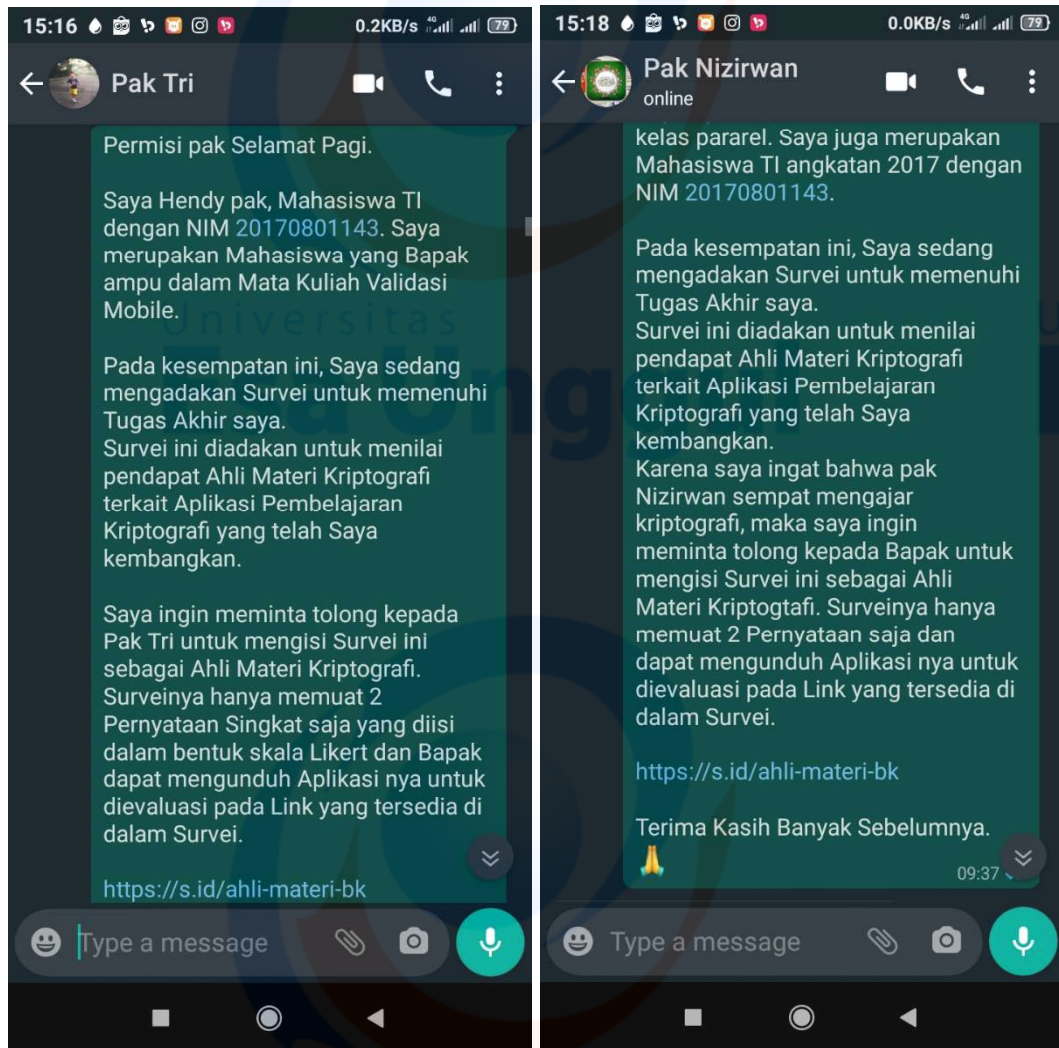 15:16
0.2KB/s
4G
79
Pak Tri
Permisi pak Selamat Pagi.
Saya Hendy pak, Mahasiswa TI
dengan NIM 20170801143. Saya
merupakan Mahasiswa yang Bapak
ampu dalam Mata Kuliah Validasi
Mobile.
Pada kesempatan ini, Saya sedang
mengadakan Survei untuk memenuhi
Tugas Akhir saya.
Survei ini diadakan untuk menilai
pendapat Ahli Materi Kriptografi
terkait Aplikasi Pembelajaran
Kriptografi yang telah Saya
kembangkan.
Saya ingin meminta tolong kepada
Pak Tri untuk mengisi Survei ini
sebagai Ahli Materi Kriptografi.
Surveinya hanya memuat 2
Pernyataan Singkat saja yang diisi
dalam bentuk skala Likert dan Bapak
dapat mengunduh Aplikasi nya untuk
dievaluasi pada Link yang tersedia di
dalam Survei.
https://s.id/ahli-materi-bk
Type a message
15:18
0.0KB/s
4G
79
Pak Nizirwan
online
kelas pararel. Saya juga merupakan
Mahasiswa TI angkatan 2017 dengan
NIM 20170801143.
Pada kesempatan ini, Saya sedang
mengadakan Survei untuk memenuhi
Tugas Akhir saya.
Survei ini diadakan untuk menilai
pendapat Ahli Materi Kriptografi
terkait Aplikasi Pembelajaran
Kriptografi yang telah Saya
kembangkan.
Karena saya ingat bahwa pak
Nizirwan sempat mengajar
kriptografi, maka saya ingin
meminta tolong kepada Bapak untuk
mengisi Survei ini sebagai Ahli
Materi Kriptogtafi. Surveinya hanya
memuat 2 Pernyataan saja dan
dapat mengunduh Aplikasi nya untuk
dievaluasi pada Link yang tersedia di
dalam Survei.
https://s.id/ahli-materi-bk
Terima Kasih Banyak Sebelumnya.
🙏
09:37
Type a message
Universitas
Esa Unggul